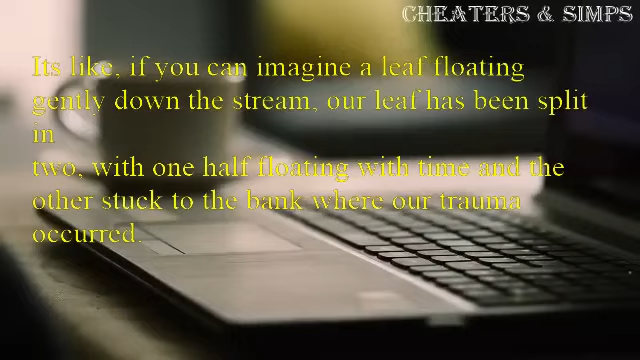 CHEATERS & SIMPS
Its like, if you can imagine a leaf floating
gently down the stream, our leaf has been split
in
two, with one half floating with time and the
other stuck to the bank where our trauma
occurred.